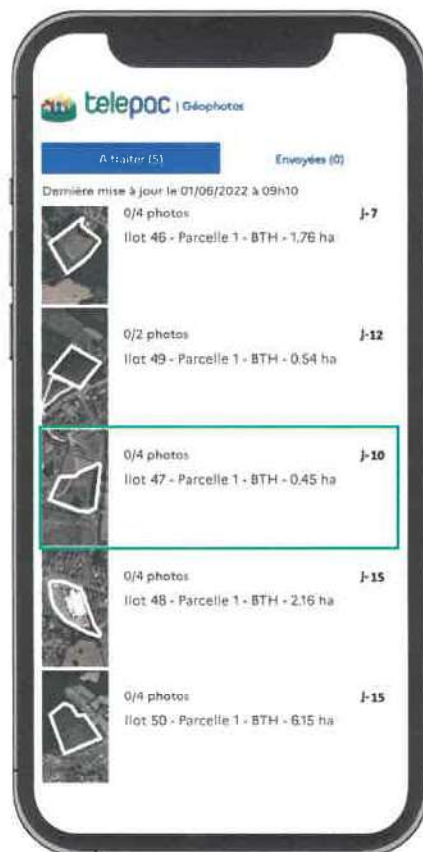 telepac | Géophotos
A traiter (5) Envoyées (0)
Dernière mise à jour le 01/06/2022 à 09h10
0/4 photos J-7
Ilot 46 - Parcelle 1 - BTH - 1.76 ha
0/2 photos J-12
Ilot 49 - Parcelle 1 - BTH - 0.54 ha
0/4 photos J-10
Ilot 47 - Parcelle 1 - BTH - 0.45 ha
0/4 photos J-15
Ilot 48 - Parcelle 1 - BTH - 2.16 ha
0/4 photos J-15
Ilot 50 - Parcelle 1 - BTH - 6.15 ha